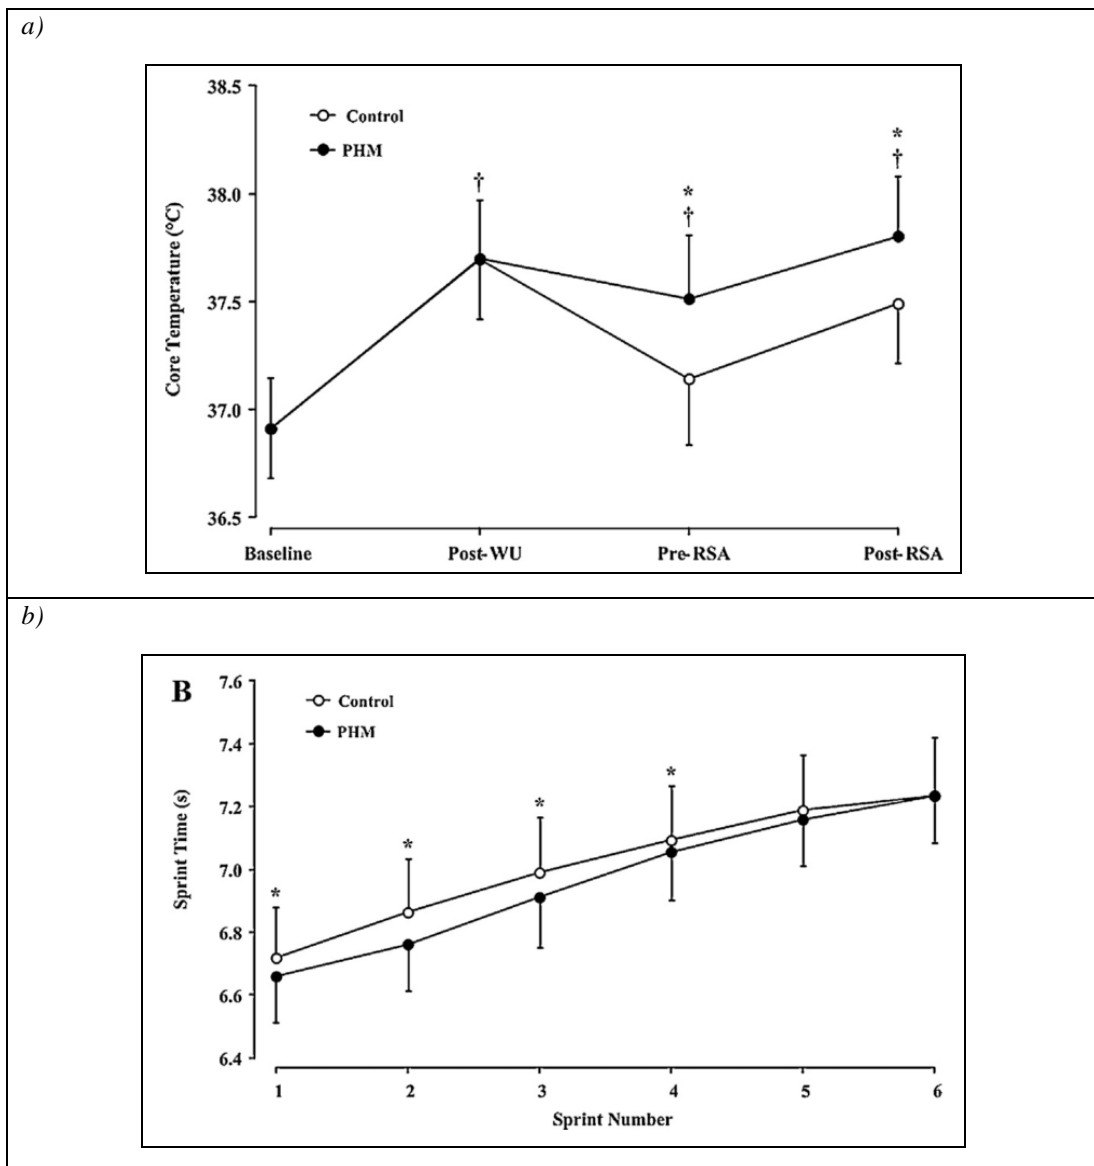 a)
38.5
Control
PHM
*
†
*
†
†
38.0
37.5
37.0
36.5
Core Temperature (°C)
Baseline Post-WU Pre-RSA Post-RSA
b)
B
7.6
Control
PHM
7.4
7.2
7.0
6.8
6.6
6.4
* * * *
Sprint Time (s)
1 2 3 4 5 6
Sprint Number